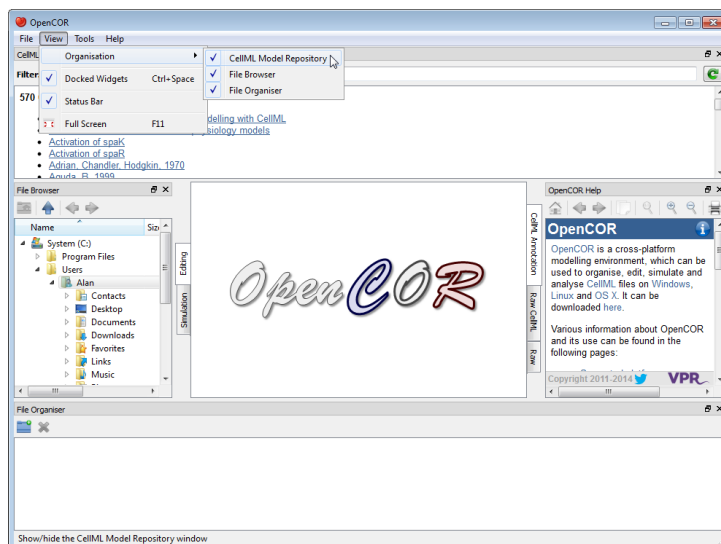 OpenCOR
File View Tools Help
CellML
Organisation
CellML Model Repository
File Browser
File Organiser
Filter
Docked Widgets Ctrl+Space
Status Bar
Full Screen F11
570
delling with CellML
ysiology models
Activation of spaK
Activation of spaR
Adrian, Chandler, Hodgkin, 1970
Aguda, B, 1999
File Browser
Name Siz
System (C:)
Program Files
Users
Alan
Contacts
Desktop
Documents
Downloads
Favorites
Links
Music
Editing
Simulation
OpenCOR
CellML Annotation
Raw CellML
Raw
OpenCOR Help
OpenCOR
OpenCOR is a cross-platform
modelling environment, which can be
used to organise, edit, simulate and
analyse CellML files on Windows,
Linux and OS X. It can be
downloaded here.
Various information about OpenCOR
and its use can be found in the
following pages:
Copyright 2011-2014 VPR
File Organiser
Show/hide the CellML Model Repository window